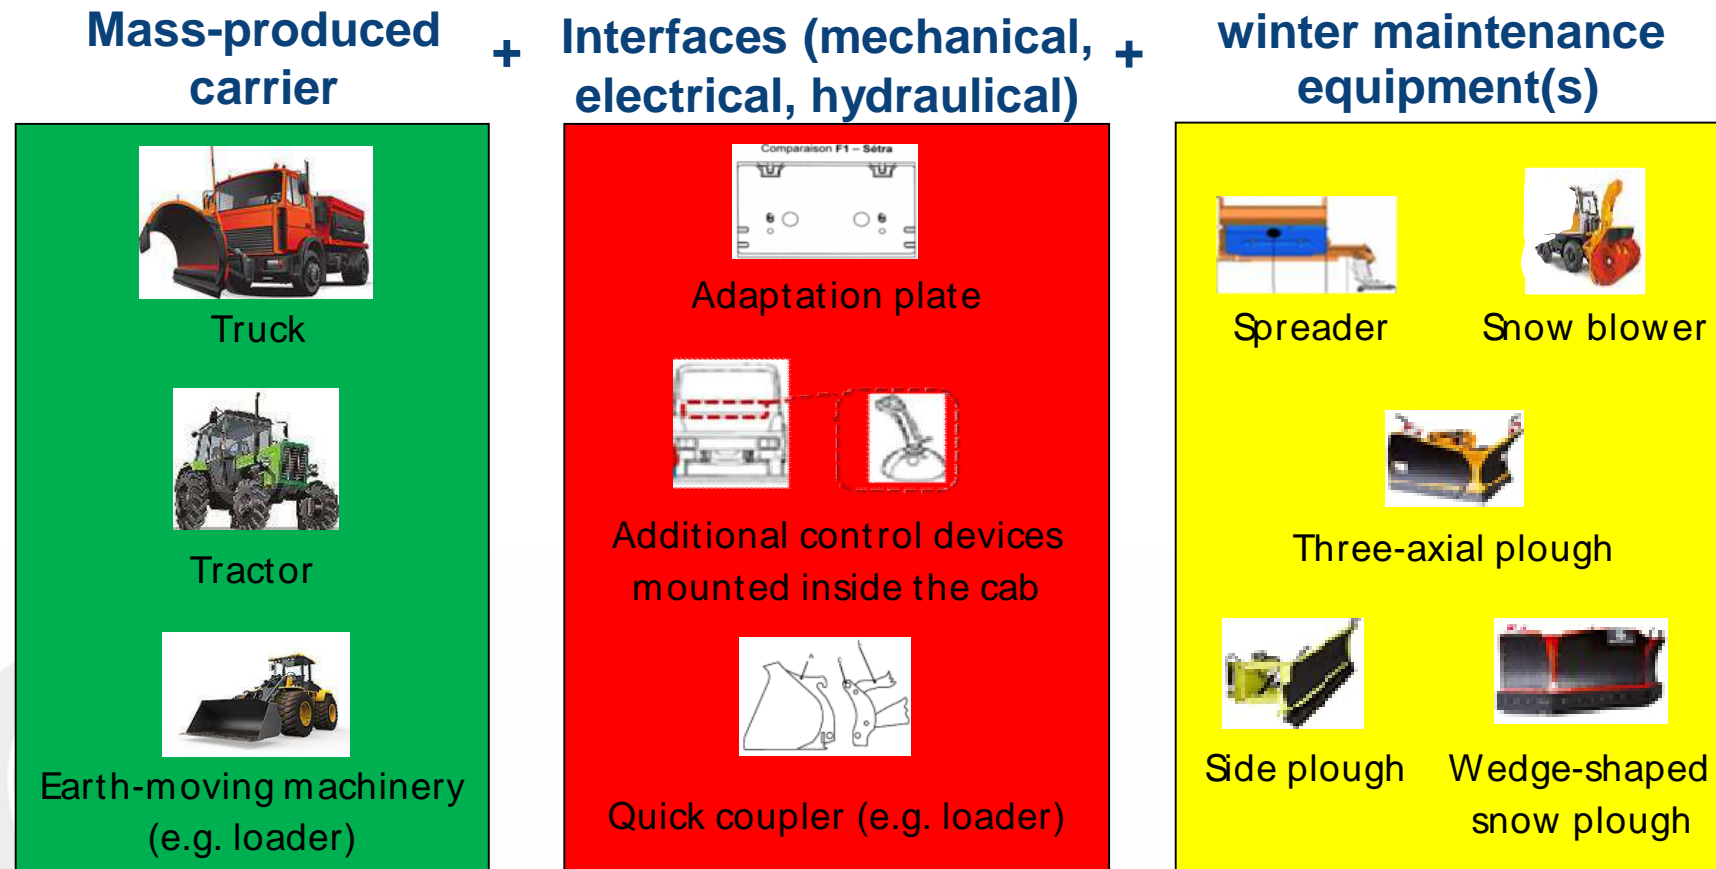 Mass-produced
carrier
+
Interfaces (mechanical,
electrical, hydraulical)
+
winter maintenance
equipment(s)
Truck
Tractor
Earth-moving machinery
(e.g. loader)
Comparaison F1 – Sétra
Adaptation plate
Additional control devices
mounted inside the cab
Quick coupler (e.g. loader)
Spreader
Snow blower
Three-axial plough
Side plough
Wedge-shaped
snow plough